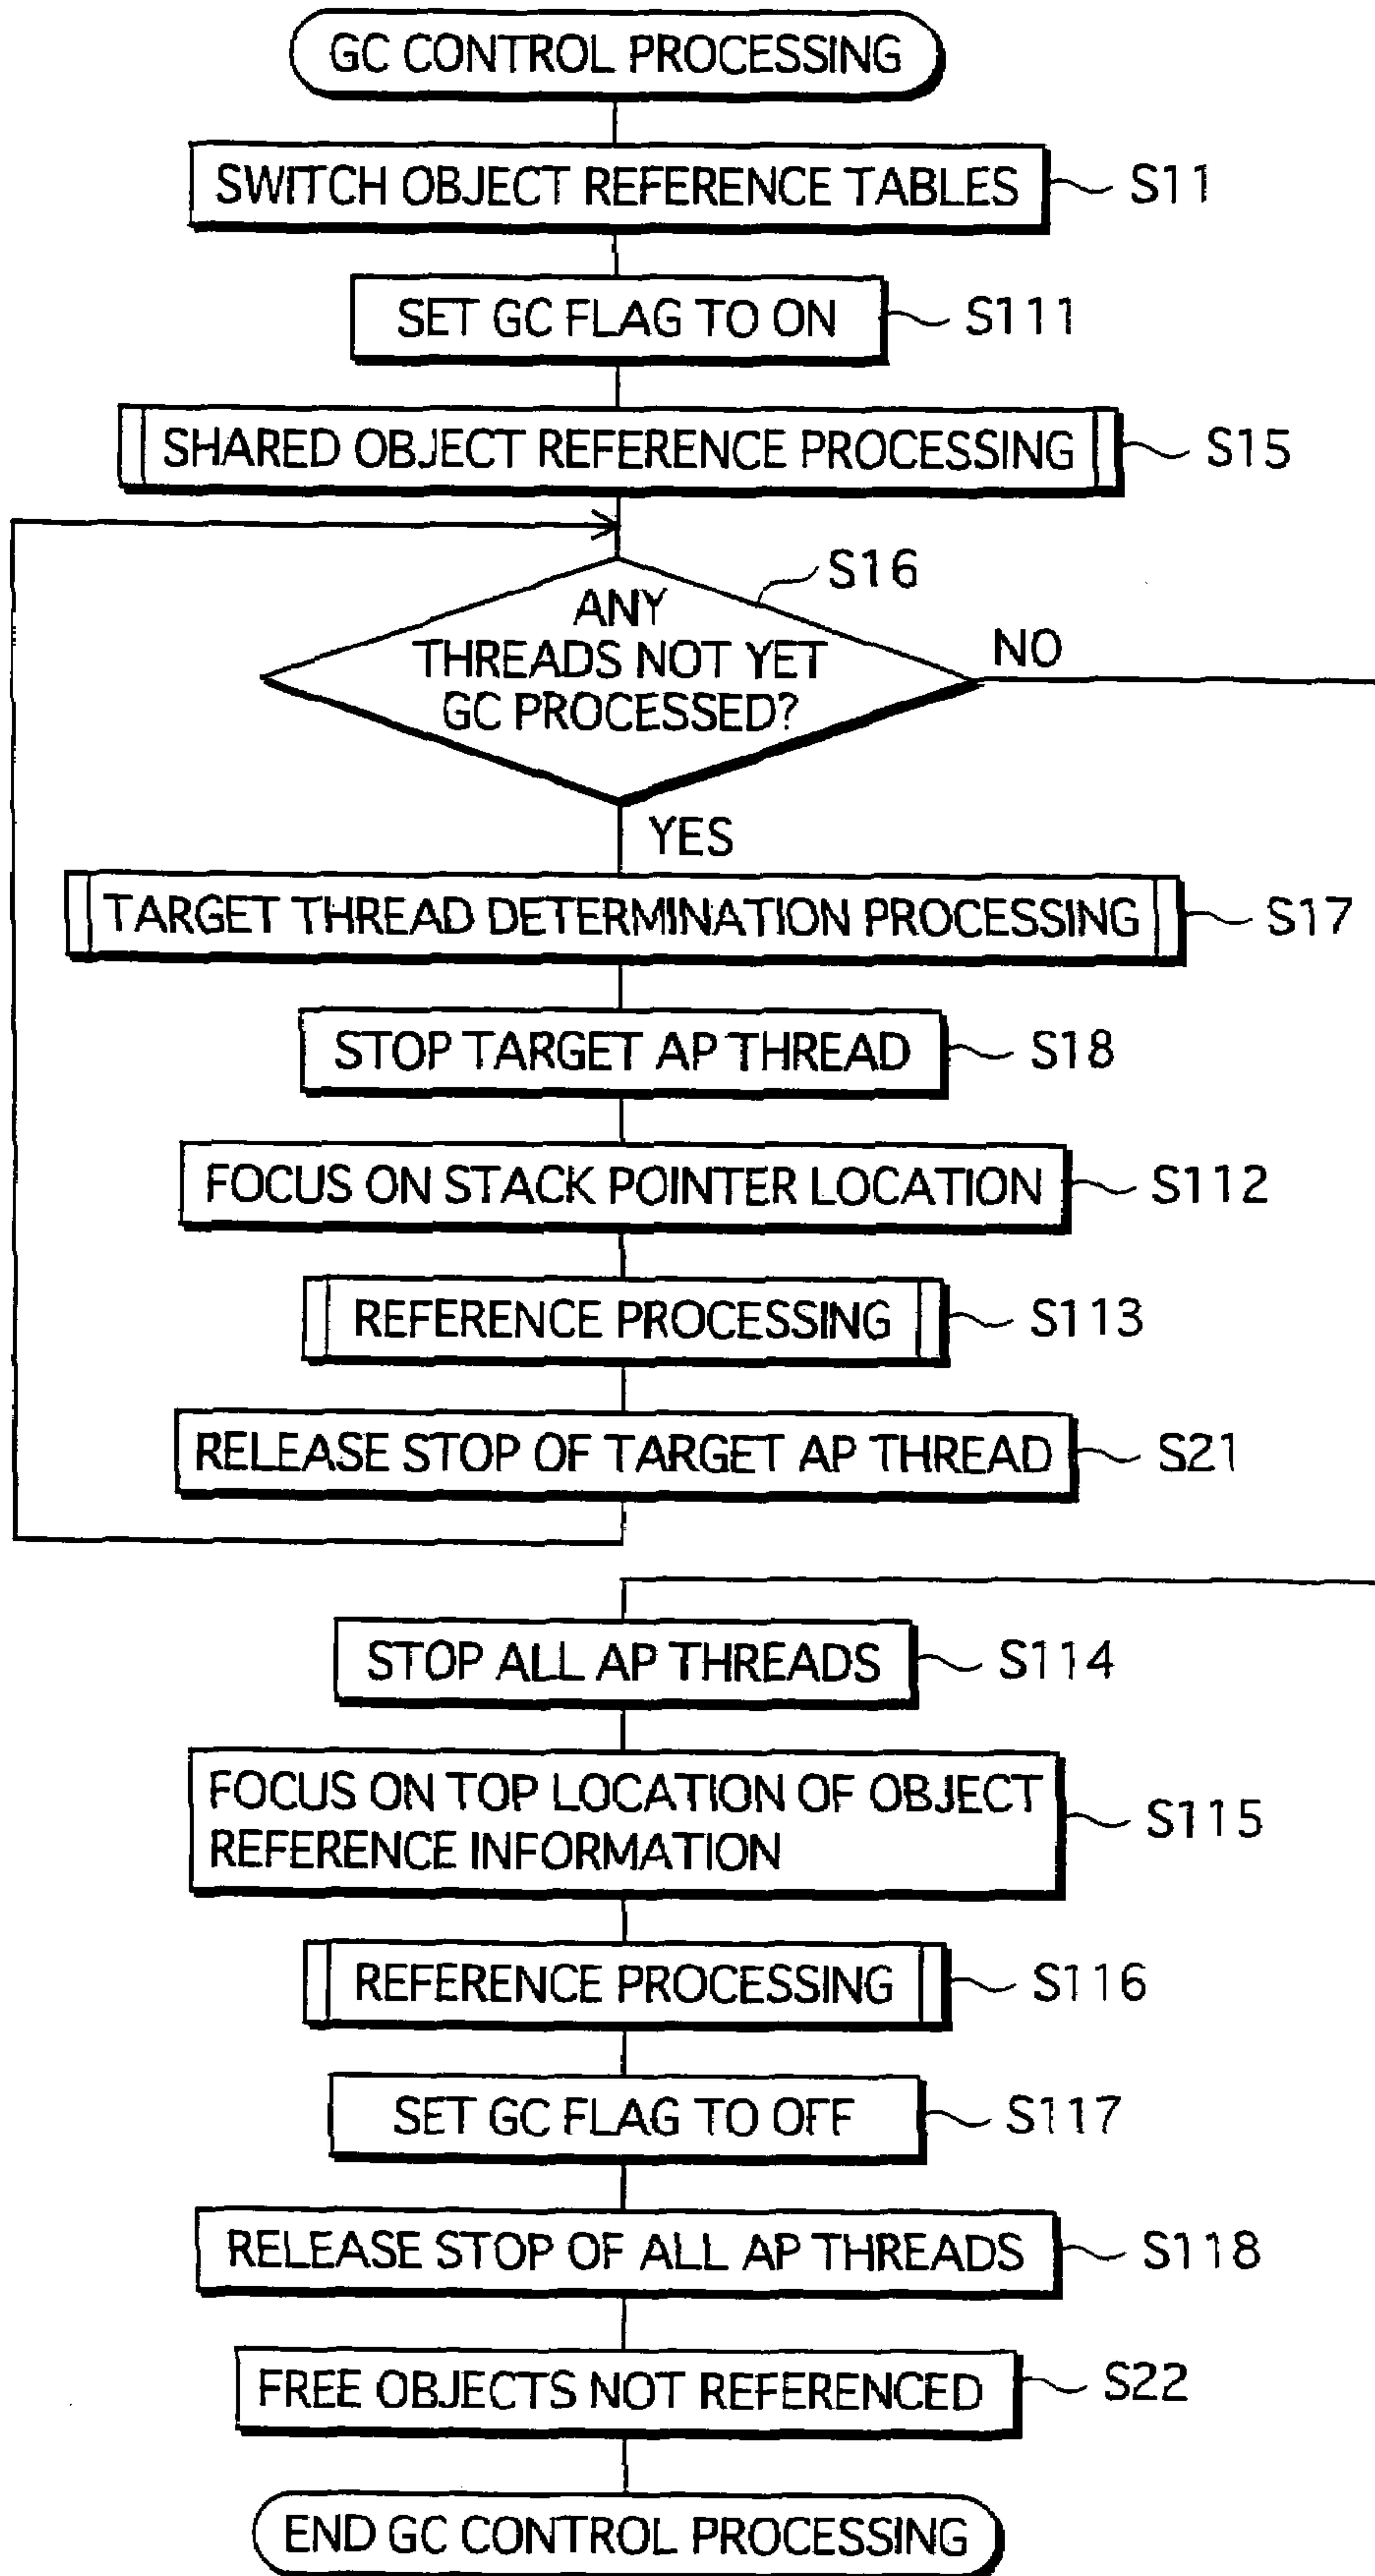 GC CONTROL PROCESSING
SWITCH OBJECT REFERENCE TABLES S11
SET GC FLAG TO ON S111
SHARED OBJECT REFERENCE PROCESSING S15
S16
ANY
THREADS NOT YET
GC PROCESSED?
NO
YES
TARGET THREAD DETERMINATION PROCESSING S17
STOP TARGET AP THREAD S18
FOCUS ON STACK POINTER LOCATION S112
REFERENCE PROCESSING S113
RELEASE STOP OF TARGET AP THREAD S21
STOP ALL AP THREADS S114
FOCUS ON TOP LOCATION OF OBJECT
REFERENCE INFORMATION
S115
REFERENCE PROCESSING S116
SET GC FLAG TO OFF S117
RELEASE STOP OF ALL AP THREADS S118
FREE OBJECTS NOT REFERENCED S22
END GC CONTROL PROCESSING